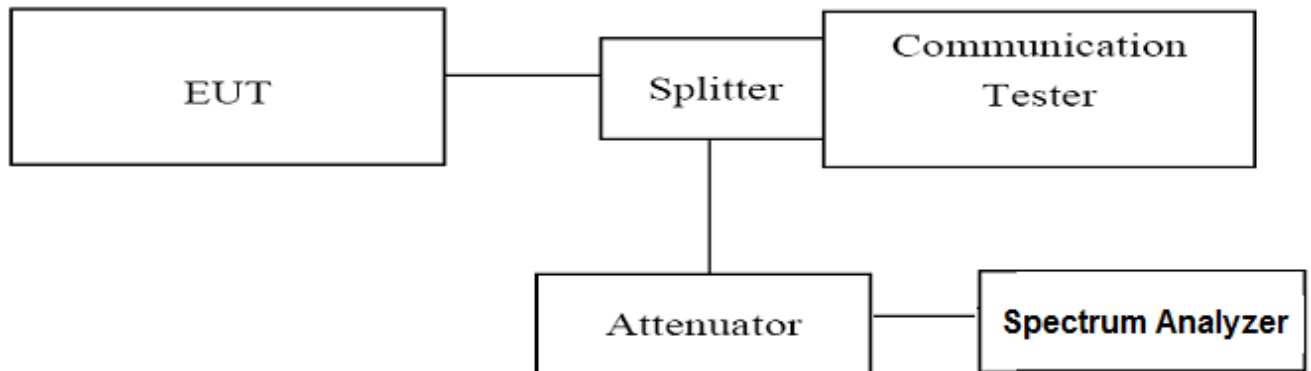 EUT
Splitter
Communication
Tester
Attenuator
Spectrum Analyzer